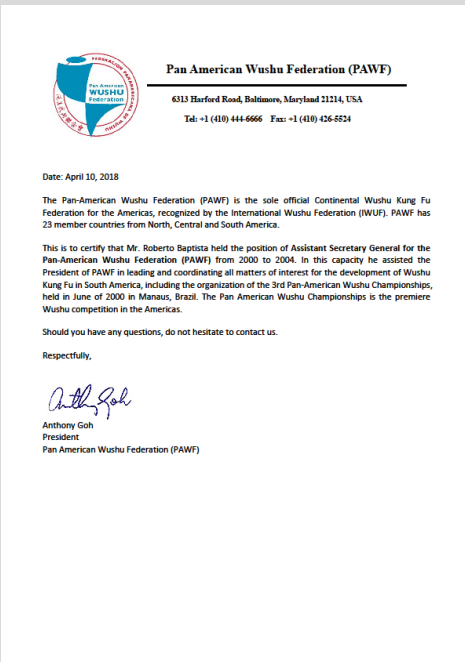 FEDERACION PANAMERICANA DE WUSHU
Pan American
WUSHU
Federation
Pan American Wushu Federation (PAWF)
6313 Harford Road, Baltimore, Maryland 21214, USA
Tel: +1 (410) 444-6666 Fax: +1 (410) 426-5524
Date: April 10, 2018
The Pan-American Wushu Federation (PAWF) is the sole official Continental Wushu Kung Fu
Federation for the Americas, recognized by the International Wushu Federation (IWUF). PAWF has
23 member countries from North, Central and South America.
This is to certify that Mr. Roberto Baptista held the position of Assistant Secretary General for the
Pan-American Wushu Federation (PAWF) from 2000 to 2004. In this capacity he assisted the
President of PAWF in leading and coordinating all matters of interest for the development of Wushu
Kung Fu in South America, including the organization of the 3rd Pan-American Wushu Championships,
held in June of 2000 in Manaus, Brazil. The Pan American Wushu Championships is the premiere
Wushu competition in the Americas.
Should you have any questions, do not hesitate to contact us.
Respectfully,
Anthony Goh
Anthony Goh
President
Pan American Wushu Federation (PAWF)